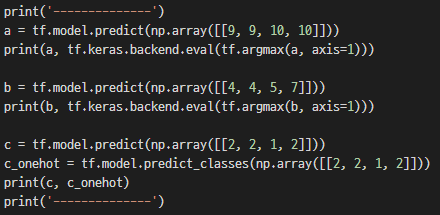 print('--------------')
a = tf.model.predict(np.array([[9, 9, 10, 10]]))
print(a, tf.keras.backend.eval(tf.argmax(a, axis=1)))
b = tf.model.predict(np.array([[4, 4, 5, 7]]))
print(b, tf.keras.backend.eval(tf.argmax(b, axis=1)))
c = tf.model.predict(np.array([[2, 2, 1, 2]]))
c_onehot = tf.model.predict_classes(np.array([[2, 2, 1, 2]]))
print(c, c_onehot)
print('--------------')